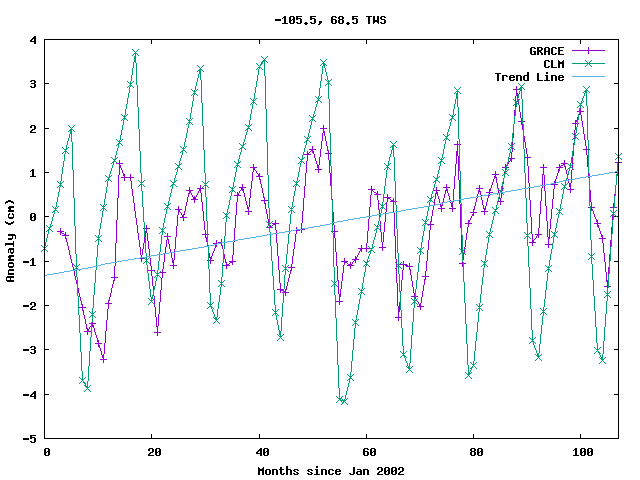 -105.5, 68.5 TWS
GRACE
CLM
Trend Line
4
3
2
1
0
-1
-2
-3
-4
-5
Anomaly (cm)
0 20 40 60 80 100
Months since Jan 2002